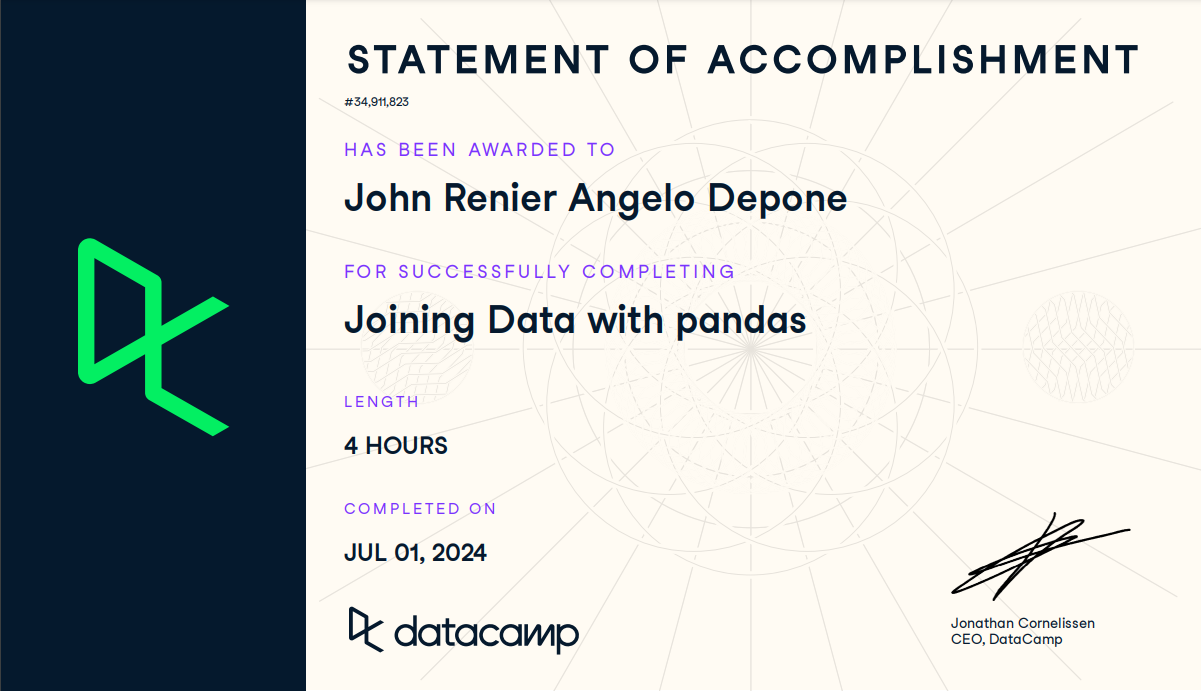 STATEMENT OF ACCOMPLISHMENT
#34,911,823
HAS BEEN AWARDED TO
John Renier Angelo Depone
FOR SUCCESSFULLY COMPLETING
Joining Data with pandas
LENGTH
4 HOURS
COMPLETED ON
JUL 01, 2024
datacamp
Jonathan Cornelissen
CEO, DataCamp